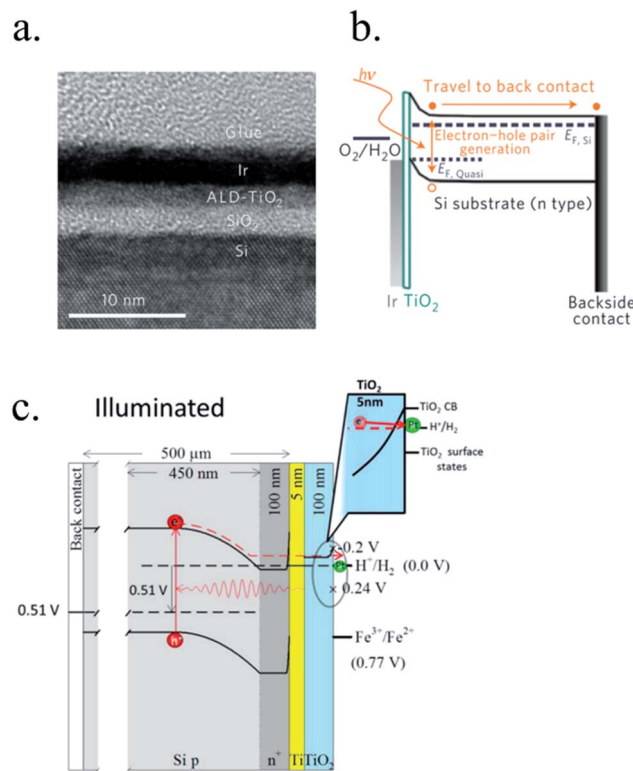 a.
Glue
Ir
ALD-TiO₂
SiO₂
Si
10 nm
b.
hν
Travel to back contact
Electron–hole pair
generation
E_F, Si
O₂/H₂O
E_F, Quasi
Si substrate (n type)
Ir TiO₂
Backside
contact
c.
Illuminated
TiO₂
5nm
TiO₂ CB
e⁻
Pt
H⁺/H₂
TiO₂ surface
states
500 µm
450 nm
100 nm
5 nm
100 nm
Back contact
e⁻
-0.2 V
H⁺/H₂ (0.0 V)
Pt
0.51 V
0.24 V
0.51 V
h⁺
Fe³⁺/Fe²⁺
(0.77 V)
Si p
n⁺
Ti
TiO₂